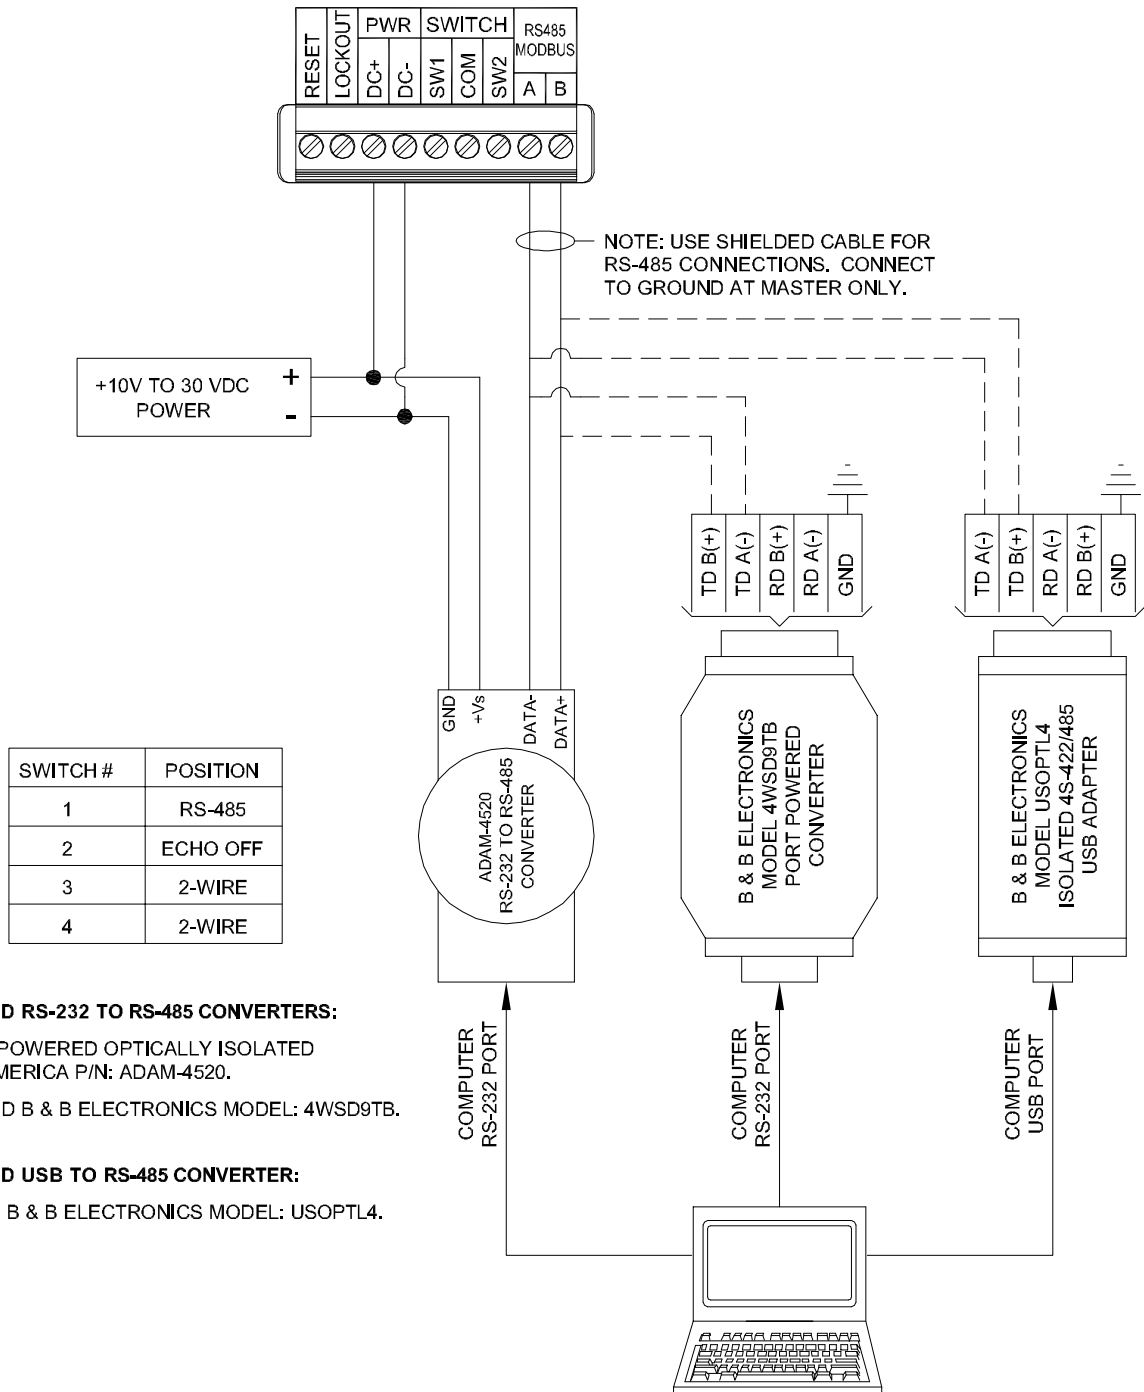 RESET
LOCKOUT
PWR
DC+
DC-
SWITCH
SW1
COM
SW2
RS485
MODBUS
A
B
NOTE: USE SHIELDED CABLE FOR
RS-485 CONNECTIONS. CONNECT
TO GROUND AT MASTER ONLY.
+10V TO 30 VDC
POWER
+
-
TD B(+)
TD A(-)
RD B(+)
RD A(-)
GND
TD A(-)
TD B(+)
RD A(-)
RD B(+)
GND
GND
+Vs
DATA-
DATA+
ADAM-4520
RS-232 TO RS-485
CONVERTER
B & B ELECTRONICS
MODEL 4WSD9TB
PORT POWERED
CONVERTER
B & B ELECTRONICS
MODEL USOPTL4
ISOLATED 4S-422/485
USB ADAPTER
SWITCH # POSITION
1 RS-485
2 ECHO OFF
3 2-WIRE
4 2-WIRE
D RS-232 TO RS-485 CONVERTERS:
POWERED OPTICALLY ISOLATED
MERICA P/N: ADAM-4520.
D B & B ELECTRONICS MODEL: 4WSD9TB.
D USB TO RS-485 CONVERTER:
B & B ELECTRONICS MODEL: USOPTL4.
COMPUTER
RS-232 PORT
COMPUTER
RS-232 PORT
COMPUTER
USB PORT